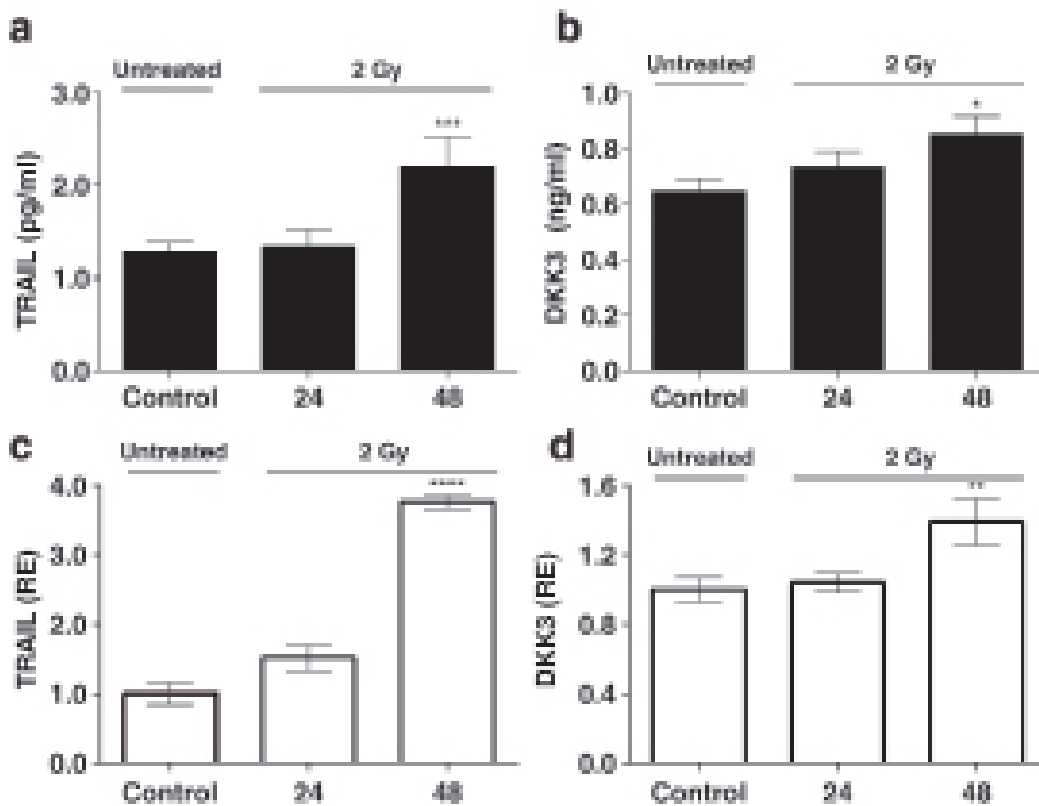 a
Untreated 2 Gy
3.0
2.0
1.0
0.0
TRAIL (pg/ml)
***
Control 24 48
b
Untreated 2 Gy
1.0
0.8
0.6
0.4
0.2
0.0
DKK3 (ng/ml)
*
Control 24 48
c
Untreated 2 Gy
4.0
3.0
2.0
1.0
0.0
TRAIL (RE)
****
Control 24 48
d
Untreated 2 Gy
1.6
1.2
0.8
0.4
0.0
DKK3 (RE)
**
Control 24 48